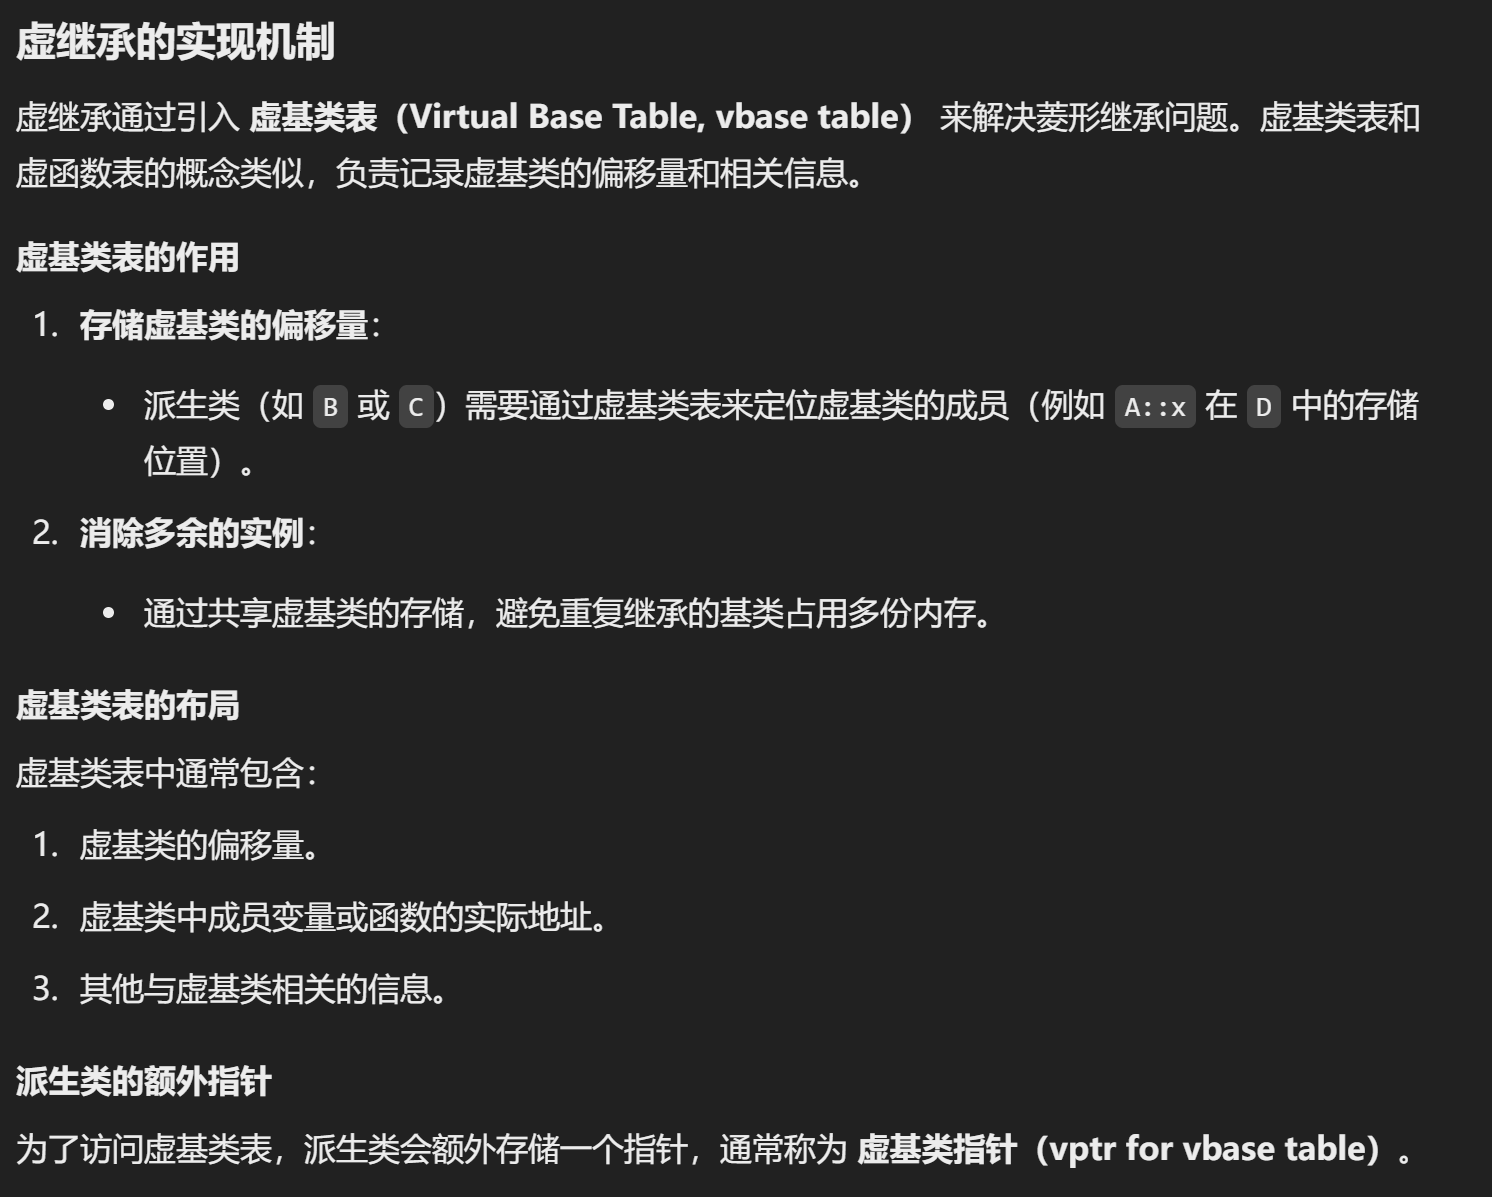 虚继承的实现机制
虚继承通过引入 虚基类表（Virtual Base Table, vbase table） 来解决菱形继承问题。虚基类表和
虚函数表的概念类似，负责记录虚基类的偏移量和相关信息。
虚基类表的作用
1. 存储虚基类的偏移量：
• 派生类（如 B 或 C）需要通过虚基类表来定位虚基类的成员（例如 A::x 在 D 中的存储
位置）。
2. 消除多余的实例：
• 通过共享虚基类的存储，避免重复继承的基类占用多份内存。
虚基类表的布局
虚基类表中通常包含：
1. 虚基类的偏移量。
2. 虚基类中成员变量或函数的实际地址。
3. 其他与虚基类相关的信息。
派生类的额外指针
为了访问虚基类表，派生类会额外存储一个指针，通常称为 虚基类指针（vptr for vbase table）。